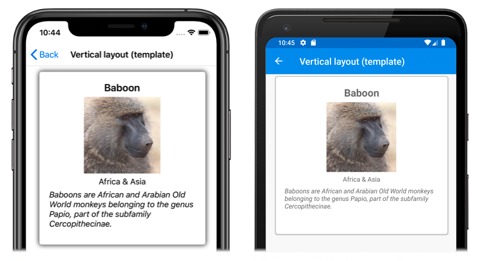 10:44
Back Vertical layout (template)
Baboon
Africa & Asia
Baboons are African and Arabian Old
World monkeys belonging to the genus
Papio, part of the subfamily
Cercopithecinae.
10:45
Vertical layout (template)
Baboon
Africa & Asia
Baboons are African and Arabian Old World monkeys
belonging to the genus Papio, part of the subfamily
Cercopithecinae.